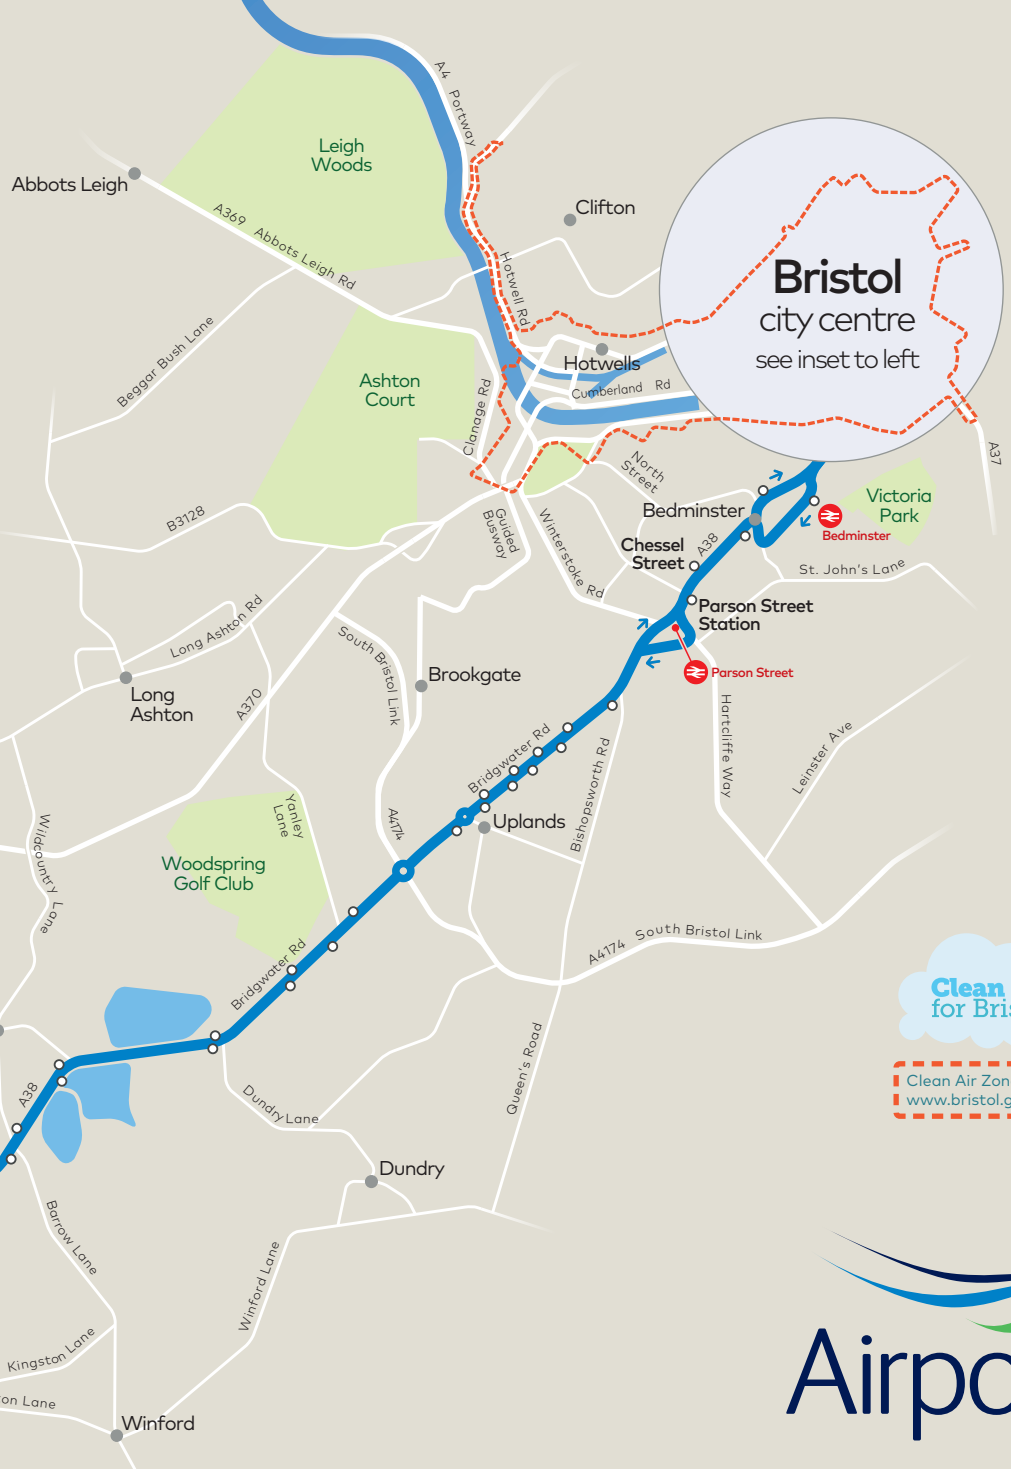 A4 Portway
Leigh
Woods
Abbots Leigh
A369 Abbots Leigh Rd
Clifton
Hotwell Rd
Bristol
city centre
see inset to left
Beggar Bush Lane
Hotwells
Ashton
Court
Clanage Rd
Cumberland Rd
A37
North
Street
Victoria
Park
B3128
Guided
Busway
Winterstoke Rd
Bedminster
Bedminster
Chessel
Street
A38
St. John's Lane
Long Ashton Rd
South Bristol Link
Parson Street
Station
Parson Street
Long
Ashton
A370
Brookgate
Hartcliffe Way
Bridgwater Rd
Bishopsworth Rd
Leinster Ave
Wildcountry Lane
Yanley
Lane
A4174
Uplands
Woodspring
Golf Club
Bridgwater Rd
A4174 South Bristol Link
Clean
for Bris
Clean Air Zon
www.bristol.g
A38
Dundry Lane
Queen's Road
Dundry
Barrow Lane
Winford Lane
Kingston Lane
on Lane
Winford
Airpo